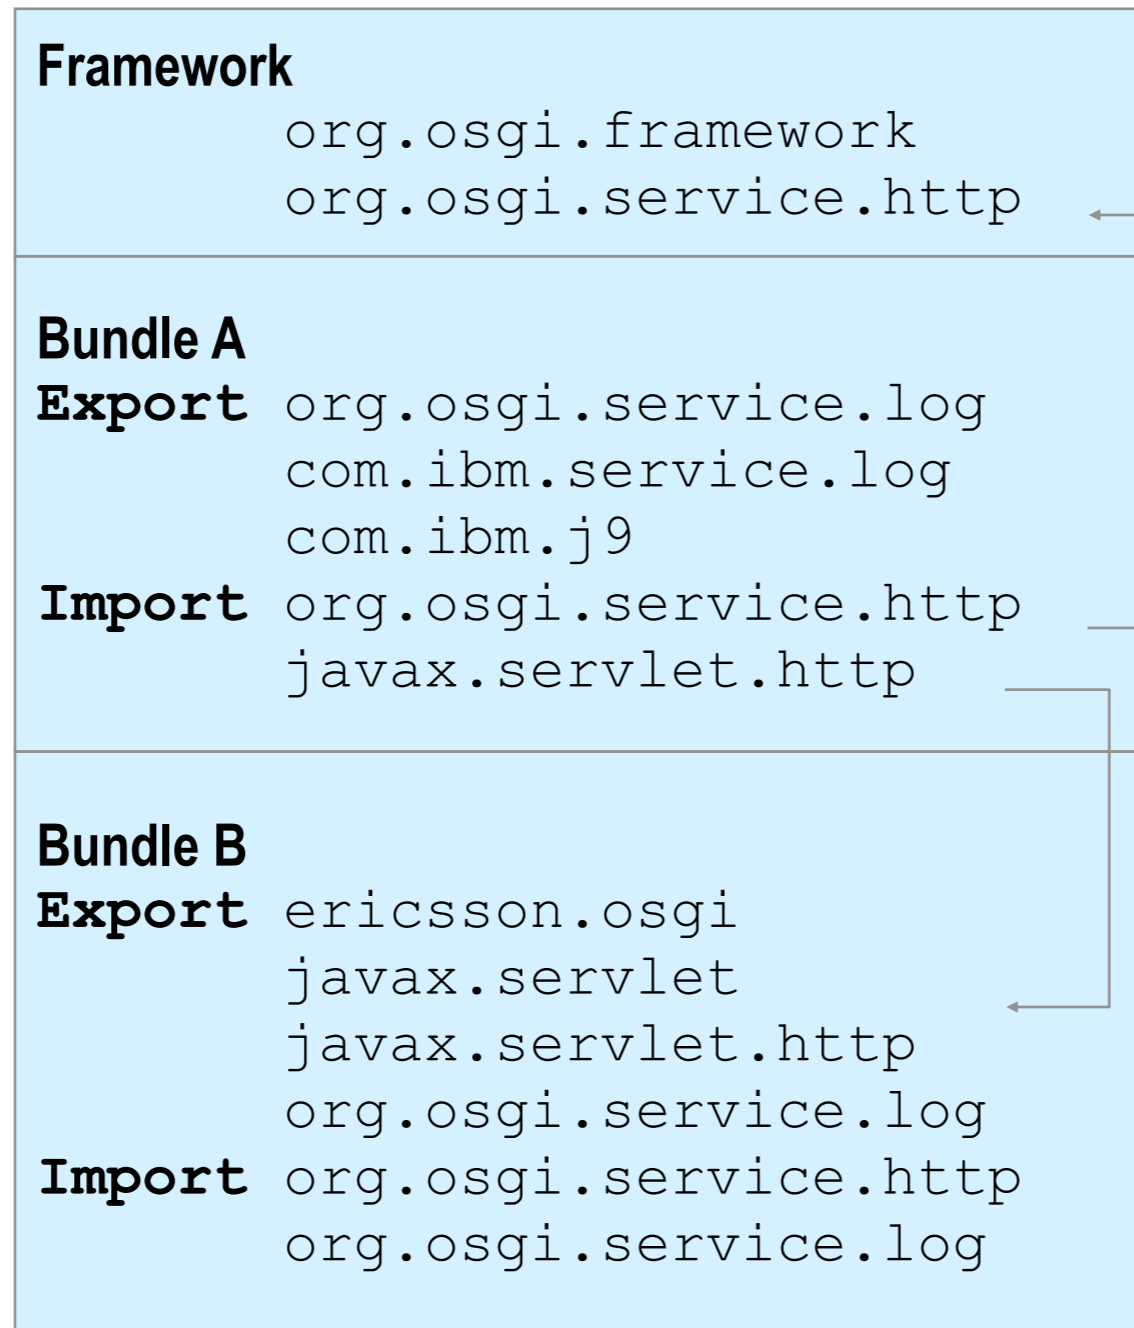 Framework
org.osgi.framework
org.osgi.service.http
Bundle A
Export org.osgi.service.log
com.ibm.service.log
com.ibm.j9
Import org.osgi.service.http
javax.servlet.http
Bundle B
Export ericsson.osgi
javax.servlet
javax.servlet.http
org.osgi.service.log
Import org.osgi.service.http
org.osgi.service.log